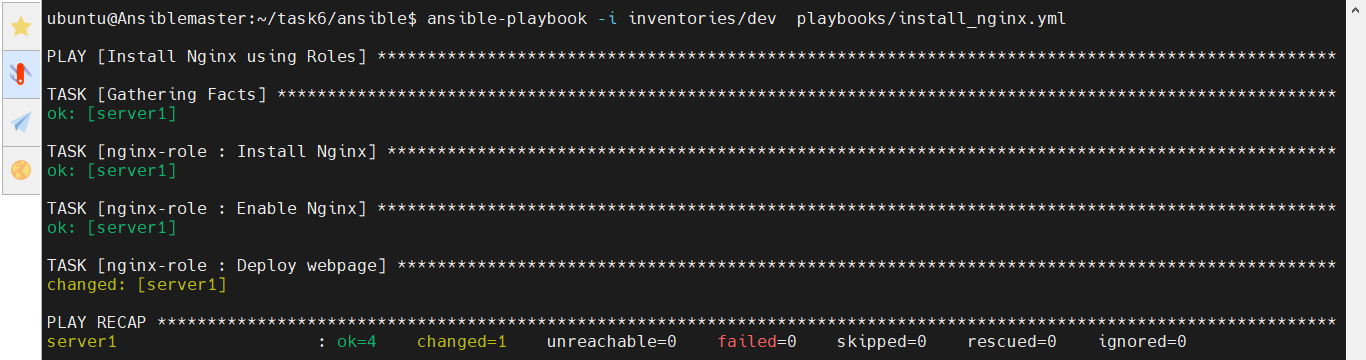 ubuntu@Ansiblemaster:~/task6/ansible$ ansible-playbook -i inventories/dev  playbooks/install_nginx.yml
PLAY [Install Nginx using Roles] ************************************************************************************************
TASK [Gathering Facts] **********************************************************************************************************
ok: [server1]
TASK [nginx-role : Install Nginx] ***********************************************************************************************
ok: [server1]
TASK [nginx-role : Enable Nginx] ************************************************************************************************
ok: [server1]
TASK [nginx-role : Deploy webpage] **********************************************************************************************
changed: [server1]
PLAY RECAP **********************************************************************************************************************
server1                    : ok=4    changed=1    unreachable=0    failed=0    skipped=0    rescued=0    ignored=0